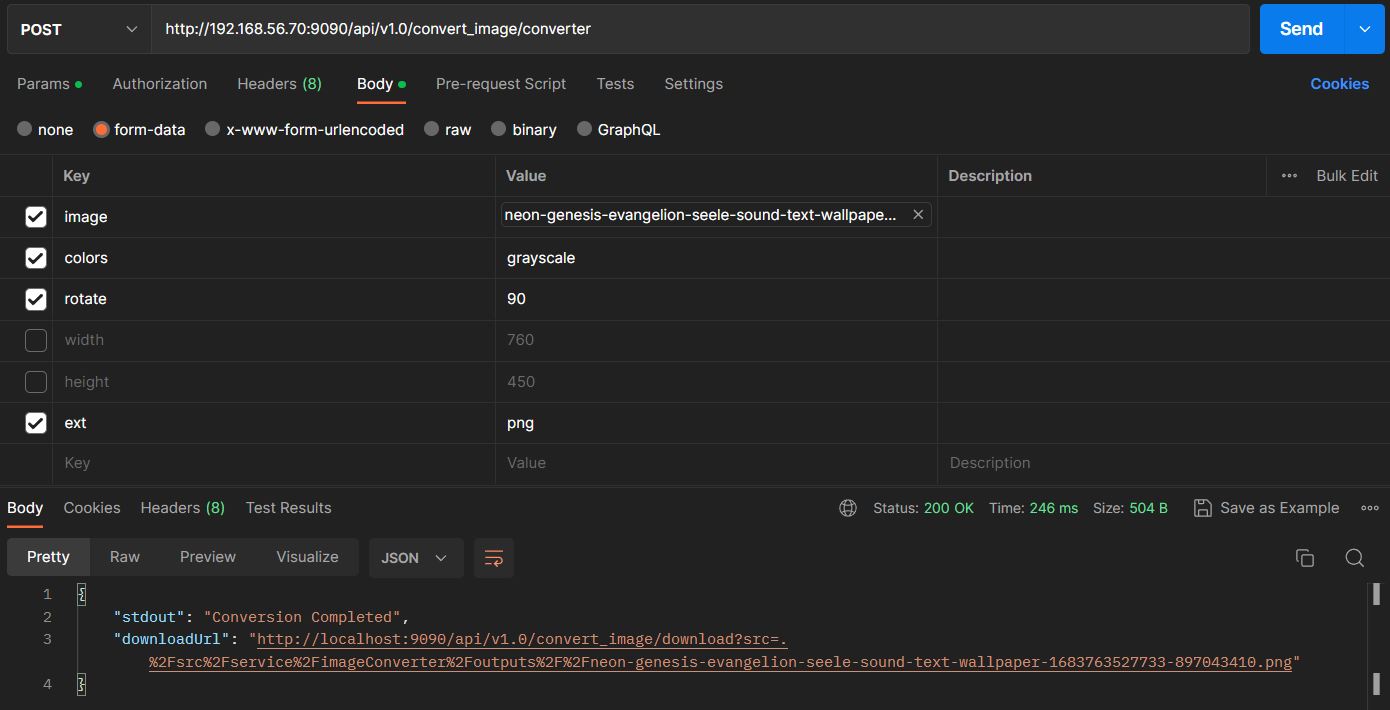 POST http://192.168.56.70:9090/api/v1.0/convert_image/converter Send
Params Authorization Headers (8) Body Pre-request Script Tests Settings Cookies
none form-data x-www-form-urlencoded raw binary GraphQL
Key Value Description ••• Bulk Edit
image neon-genesis-evangelion-seele-sound-text-wallpape...
colors grayscale
rotate 90
width 760
height 450
ext png
Key Value Description
Body Cookies Headers (8) Test Results Status: 200 OK Time: 246 ms Size: 504 B Save as Example •••
Pretty Raw Preview Visualize JSON
1 {
2 "stdout": "Conversion Completed",
3 "downloadUrl": "http://localhost:9090/api/v1.0/convert_image/download?src=.
%2Fsrc%2Fservice%2FimageConverter%2Foutputs%2F%2Fneon-genesis-evangelion-seele-sound-text-wallpaper-1683763527733-897043410.png"
4 }